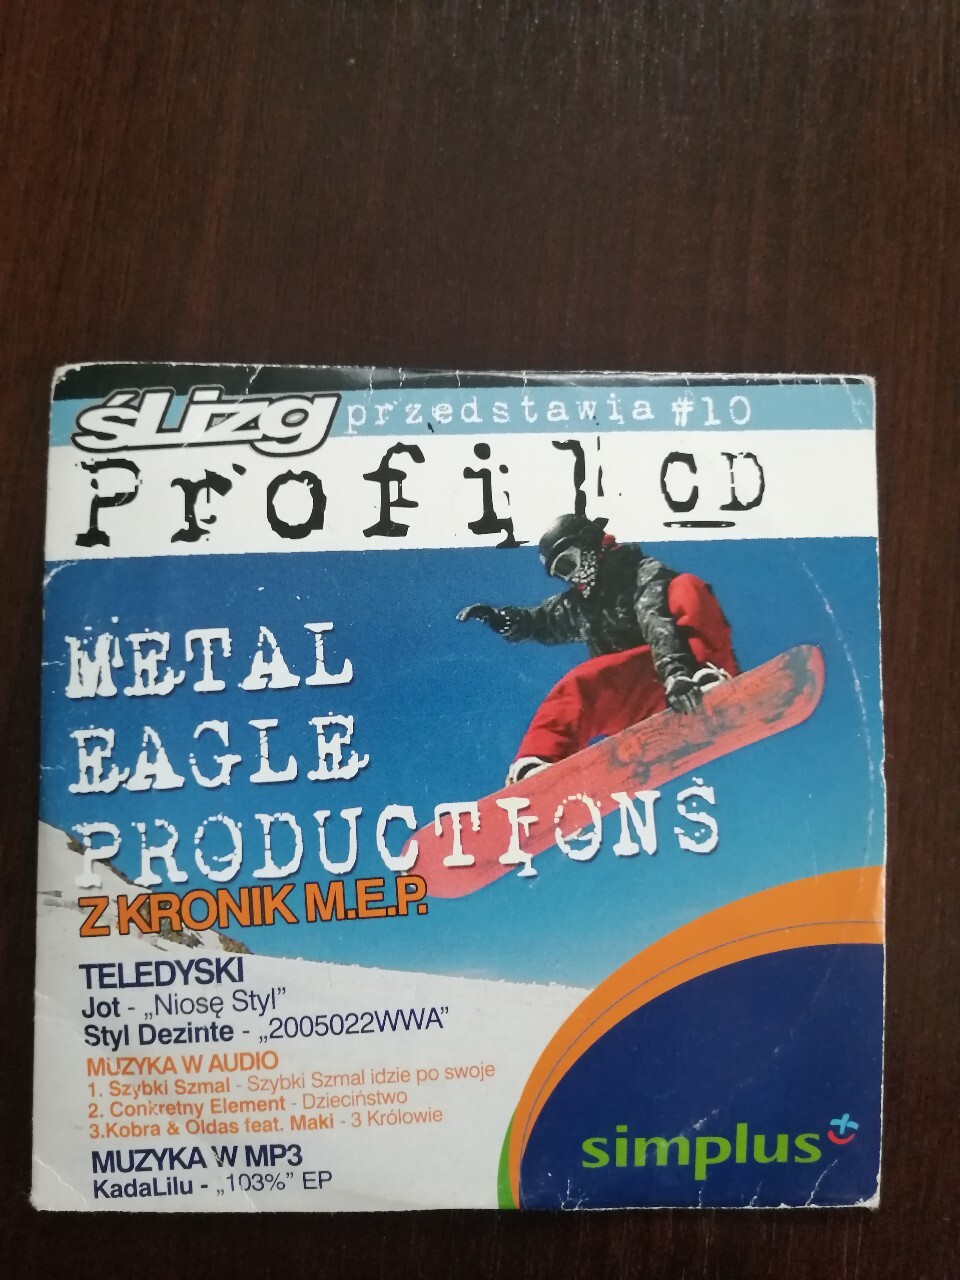 śLizg przedstawia #10
Profil CD
METAL
EAGLE
PRODUCTIONS
Z KRONIK M.E.P.
TELEDYSKI
Jot - „Niosę Styl”
Styl Dezinte - „2005022WWA”
MUZYKA W AUDIO
1. Szybki Szmal - Szybki Szmal idzie po swoje
2. Conkretny Element - Dzieciństwo
3.Kobra & Oldas feat. Maki - 3 Królowie
MUZYKA W MP3
KadaLilu - „103%” EP
simplus+